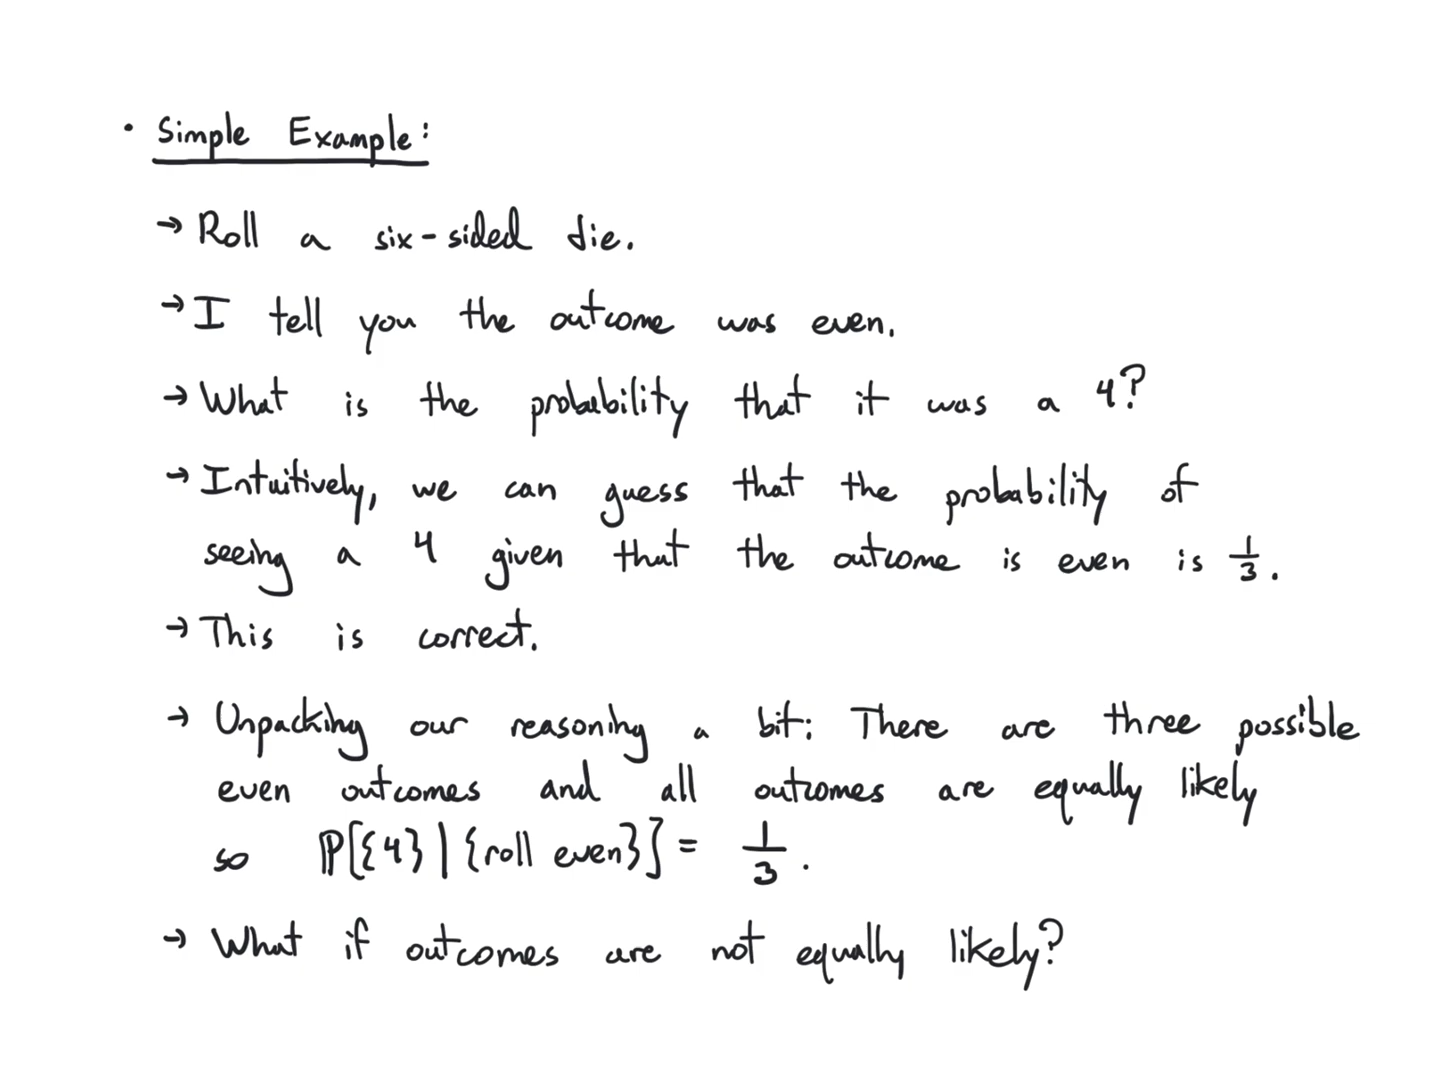 • Simple Example:
→ Roll a six-sided die.
→ I tell you the outcome was even.
→ What is the probability that it was a 4?
→ Intuitively, we can guess that the probability of
seeing a 4 given that the outcome is even is 1/3.
→ This is correct.
→ Unpacking our reasoning a bit: There are three possible
even outcomes and all outcomes are equally likely
so ℙ[{4} | {roll even}] = 1/3.
→ What if outcomes are not equally likely?